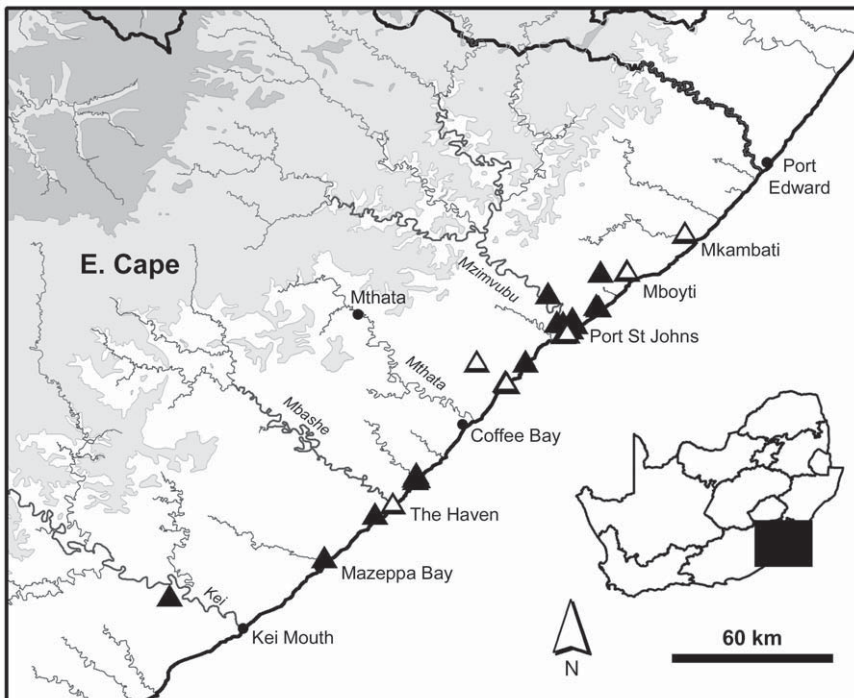 Port
Edward
Mkambati
E. Cape
Mzimvubu
Mboyti
Mthata
Port St Johns
Mthata
Mbashe
Coffee Bay
The Haven
Mazeppa Bay
Kei
Kei Mouth
60 km
N